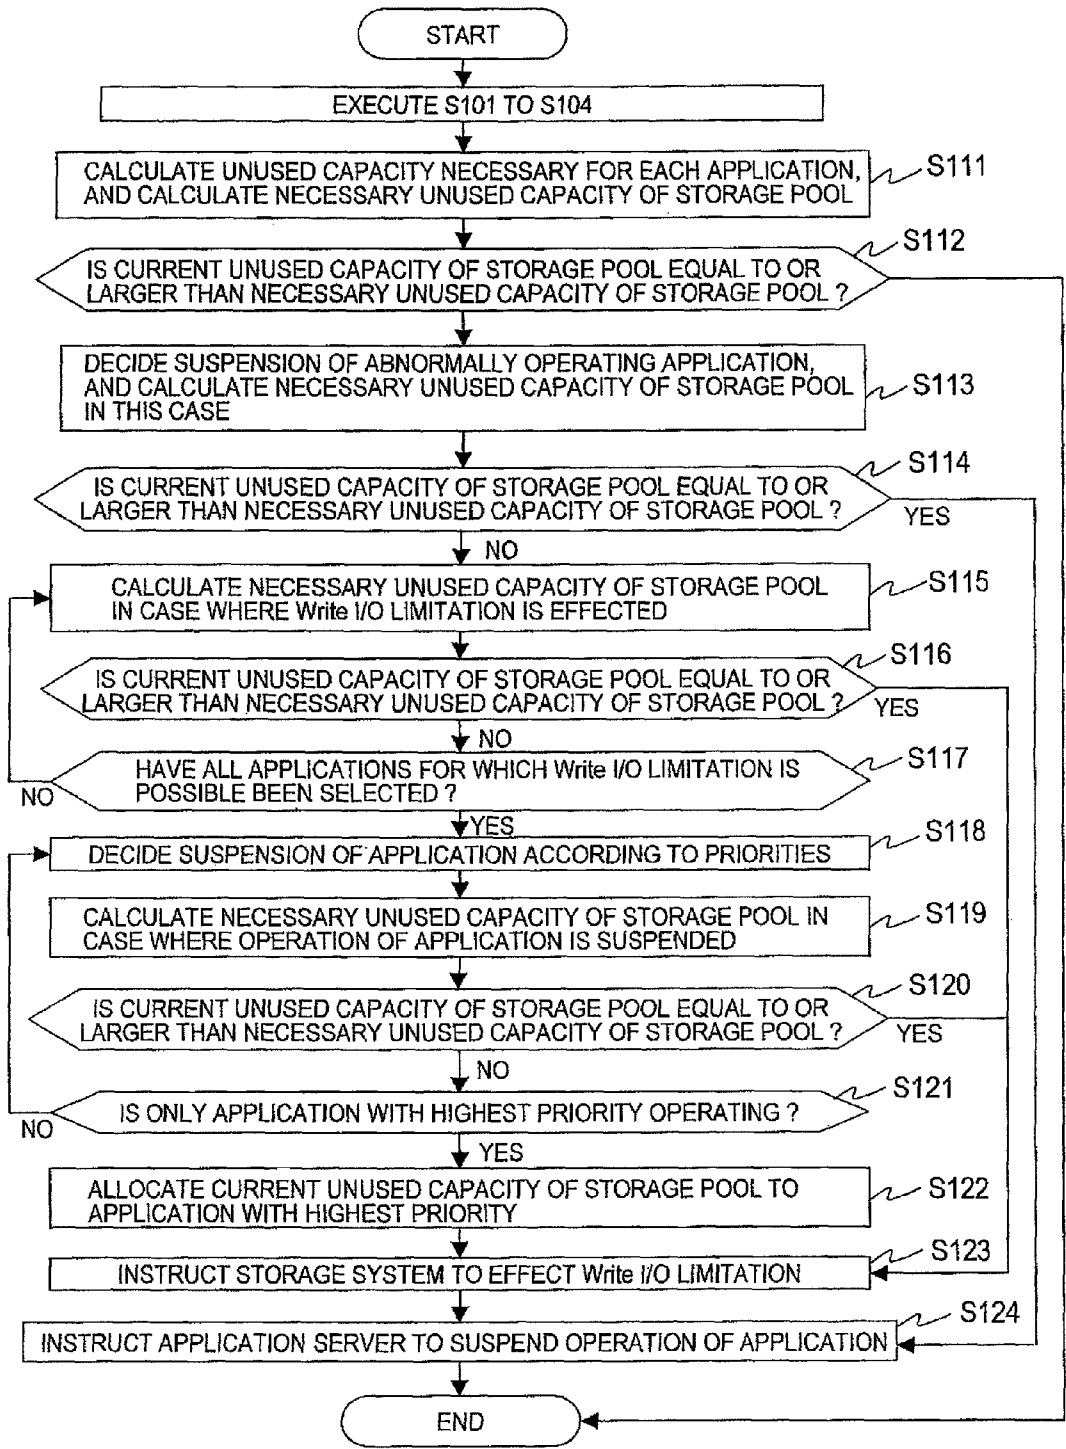 START
EXECUTE S101 TO S104
CALCULATE UNUSED CAPACITY NECESSARY FOR EACH APPLICATION,
AND CALCULATE NECESSARY UNUSED CAPACITY OF STORAGE POOL
S111
IS CURRENT UNUSED CAPACITY OF STORAGE POOL EQUAL TO OR
LARGER THAN NECESSARY UNUSED CAPACITY OF STORAGE POOL ?
S112
DECIDE SUSPENSION OF ABNORMALLY OPERATING APPLICATION,
AND CALCULATE NECESSARY UNUSED CAPACITY OF STORAGE POOL
IN THIS CASE
S113
IS CURRENT UNUSED CAPACITY OF STORAGE POOL EQUAL TO OR
LARGER THAN NECESSARY UNUSED CAPACITY OF STORAGE POOL ?
S114
YES
NO
CALCULATE NECESSARY UNUSED CAPACITY OF STORAGE POOL
IN CASE WHERE Write I/O LIMITATION IS EFFECTED
S115
IS CURRENT UNUSED CAPACITY OF STORAGE POOL EQUAL TO OR
LARGER THAN NECESSARY UNUSED CAPACITY OF STORAGE POOL ?
S116
YES
NO
HAVE ALL APPLICATIONS FOR WHICH Write I/O LIMITATION IS
POSSIBLE BEEN SELECTED ?
S117
NO
YES
DECIDE SUSPENSION OF APPLICATION ACCORDING TO PRIORITIES
S118
CALCULATE NECESSARY UNUSED CAPACITY OF STORAGE POOL IN
CASE WHERE OPERATION OF APPLICATION IS SUSPENDED
S119
IS CURRENT UNUSED CAPACITY OF STORAGE POOL EQUAL TO OR
LARGER THAN NECESSARY UNUSED CAPACITY OF STORAGE POOL ?
S120
YES
NO
IS ONLY APPLICATION WITH HIGHEST PRIORITY OPERATING ?
S121
NO
YES
ALLOCATE CURRENT UNUSED CAPACITY OF STORAGE POOL TO
APPLICATION WITH HIGHEST PRIORITY
S122
INSTRUCT STORAGE SYSTEM TO EFFECT Write I/O LIMITATION
S123
INSTRUCT APPLICATION SERVER TO SUSPEND OPERATION OF APPLICATION
S124
END